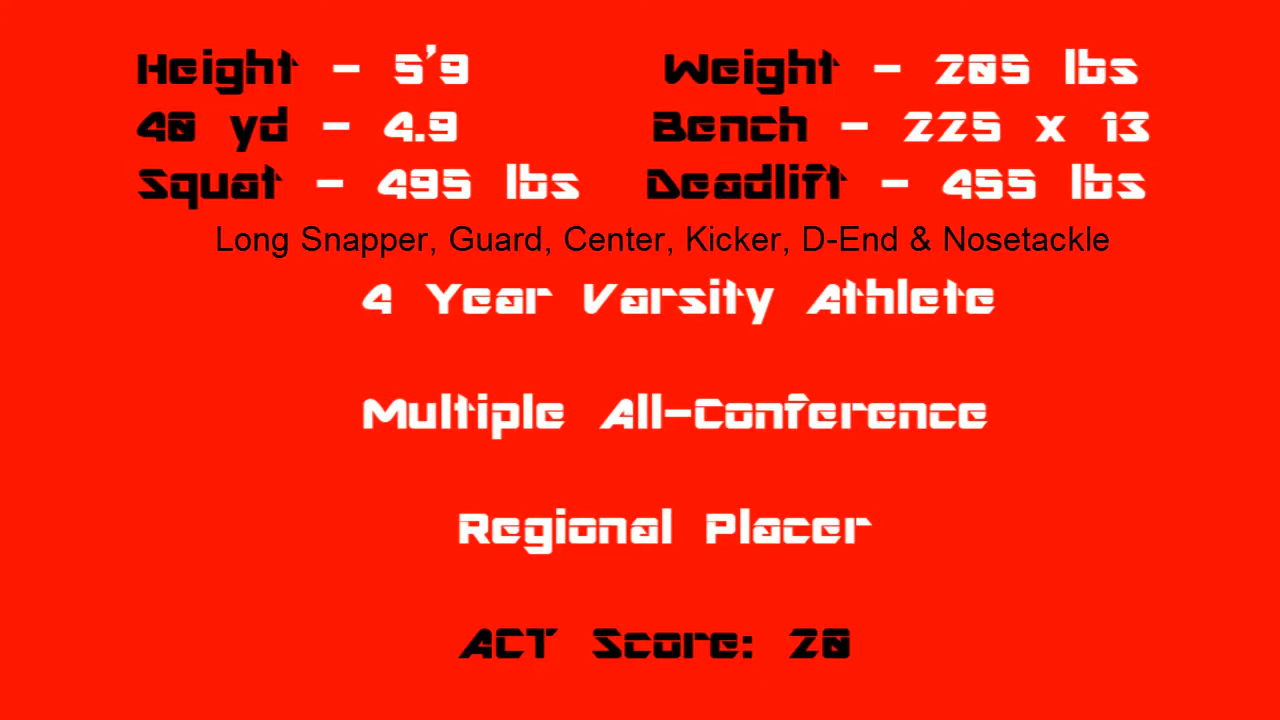 Height - 5'9 Weight - 205 lbs
40 yd - 4.9 Bench - 225 x 13
Squat - 495 lbs Deadlift - 455 lbs
Long Snapper, Guard, Center, Kicker, D-End & Nosetackle
4 Year Varsity Athlete
Multiple All-Conference
Regional Placer
ACT Score: 20